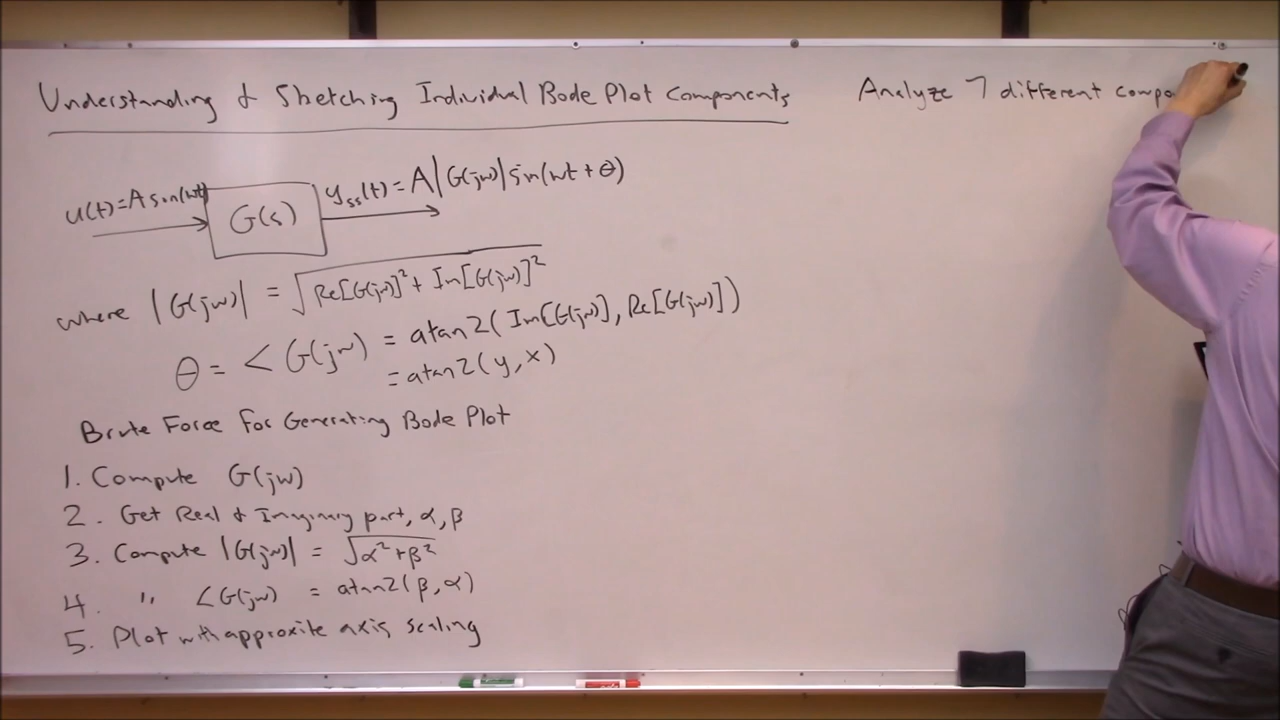 Understanding & Sketching Individual Bode Plot Components
u(t)=A sin(wt)
G(s)
y_ss(t)=A|G(jw)|sin(wt+θ)
where |G(jw)| = √(Re[G(jw)]² + Im[G(jw)]²)
θ = ∠G(jw) = atan2(Im[G(jw)], Re[G(jw)])
= atan2(y,x)
Brute Force for Generating Bode Plot
1. Compute G(jw)
2. Get Real & Imaginary part, α, β
3. Compute |G(jw)| = √(α²+β²)
4. " ∠G(jw) = atan2(β,α)
5. Plot with approxite axis scaling
Analyze 7 different compo